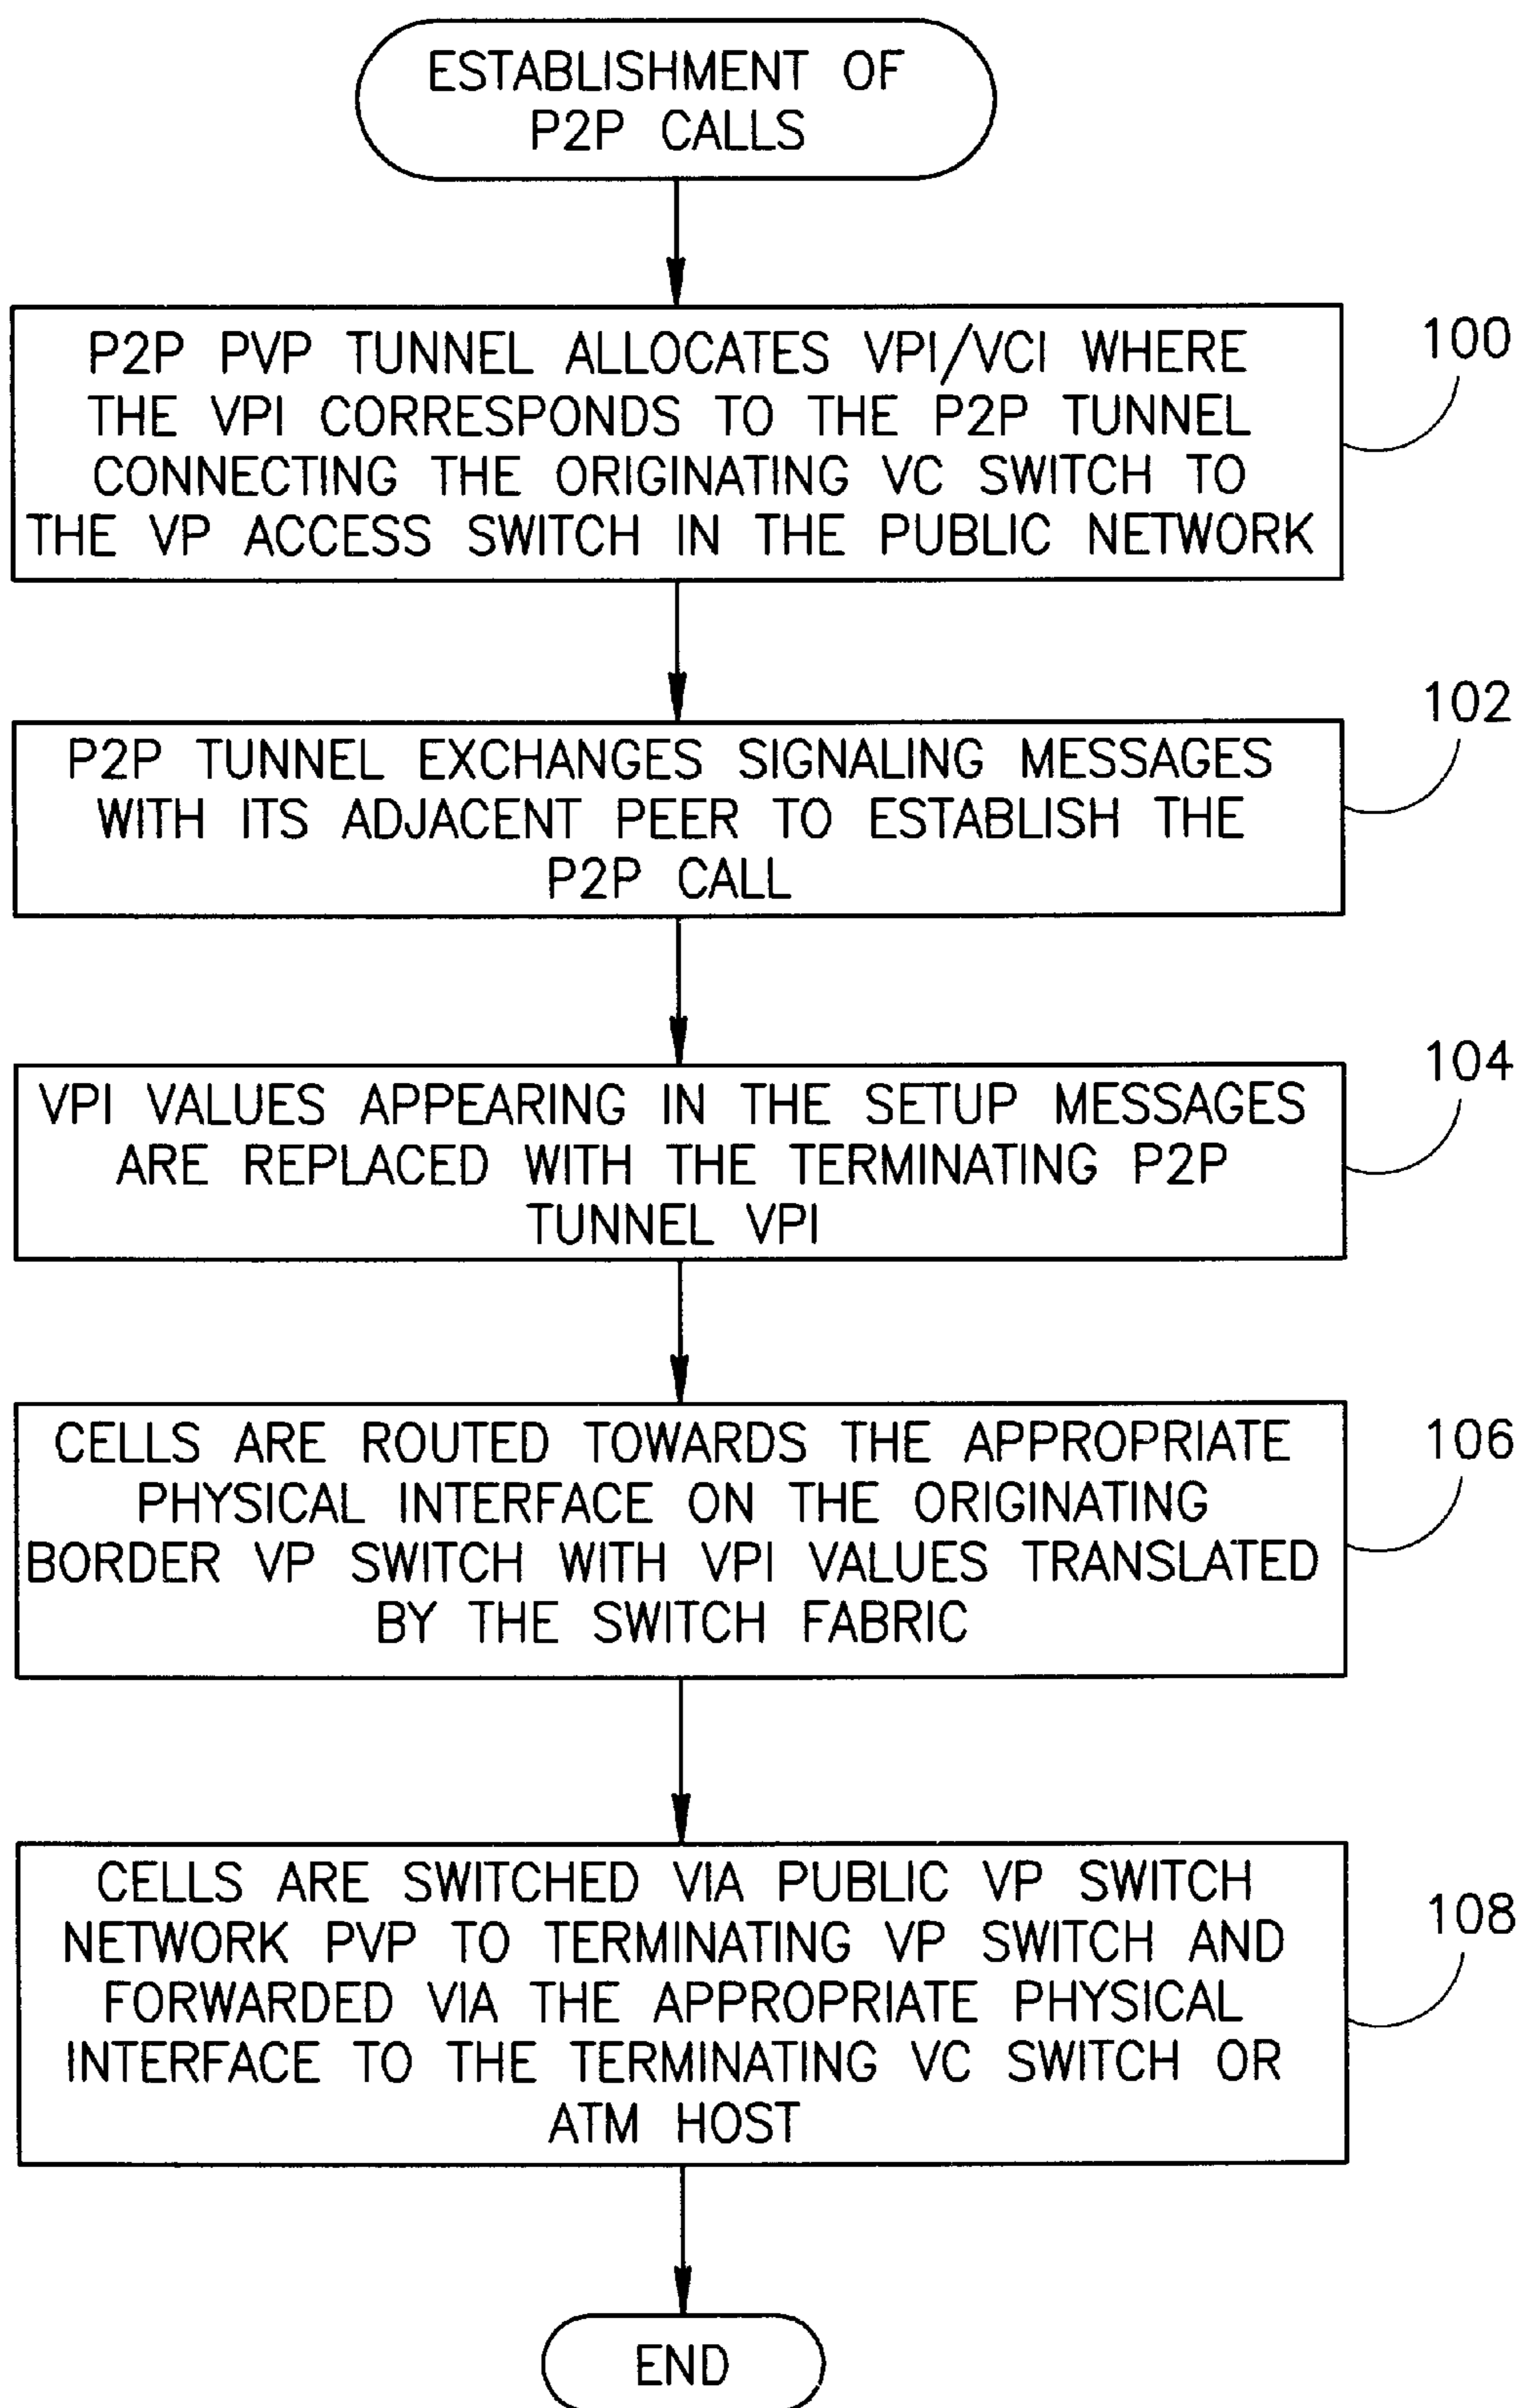 ESTABLISHMENT OF
P2P CALLS
P2P PVP TUNNEL ALLOCATES VPI/VCI WHERE
THE VPI CORRESPONDS TO THE P2P TUNNEL
CONNECTING THE ORIGINATING VC SWITCH TO
THE VP ACCESS SWITCH IN THE PUBLIC NETWORK
100
P2P TUNNEL EXCHANGES SIGNALING MESSAGES
WITH ITS ADJACENT PEER TO ESTABLISH THE
P2P CALL
102
VPI VALUES APPEARING IN THE SETUP MESSAGES
ARE REPLACED WITH THE TERMINATING P2P
TUNNEL VPI
104
CELLS ARE ROUTED TOWARDS THE APPROPRIATE
PHYSICAL INTERFACE ON THE ORIGINATING
BORDER VP SWITCH WITH VPI VALUES TRANSLATED
BY THE SWITCH FABRIC
106
CELLS ARE SWITCHED VIA PUBLIC VP SWITCH
NETWORK PVP TO TERMINATING VP SWITCH AND
FORWARDED VIA THE APPROPRIATE PHYSICAL
INTERFACE TO THE TERMINATING VC SWITCH OR
ATM HOST
108
END